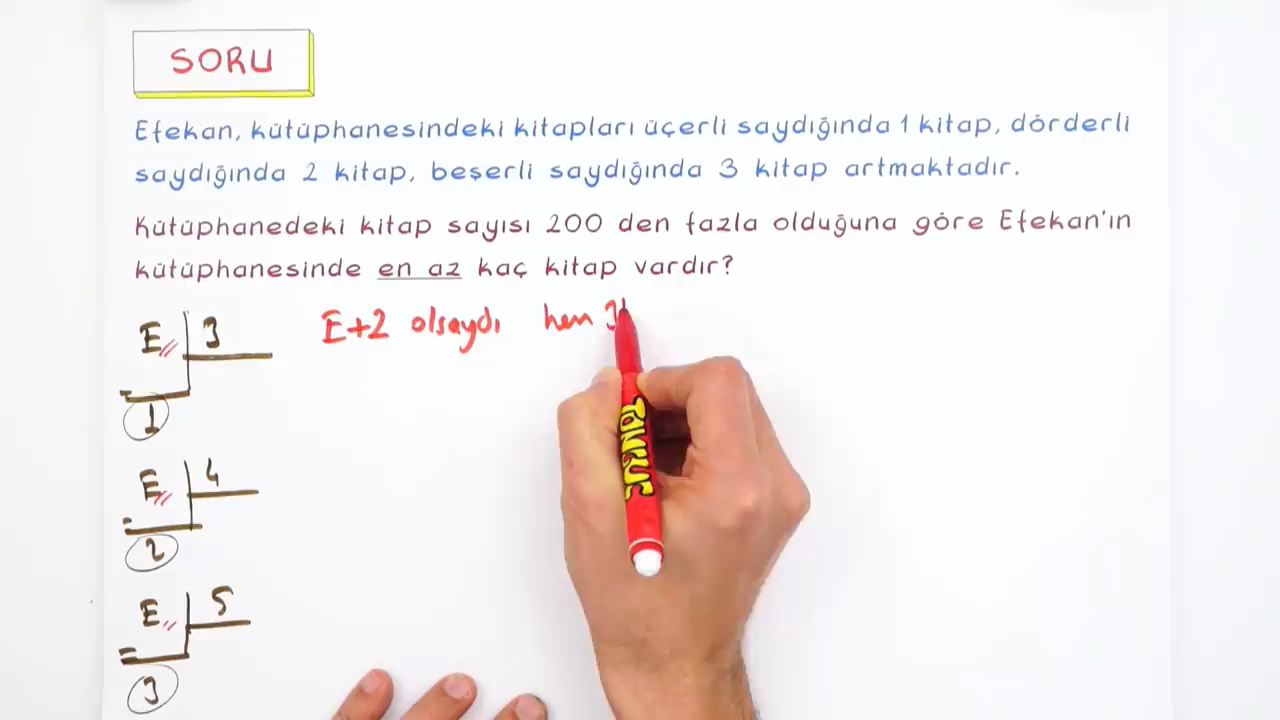 SORU
Efekan, kütüphanesindeki kitapları üçerli saydığında 1 kitap, dörderli
saydığında 2 kitap, beşerli saydığında 3 kitap artmaktadır.
Kütüphanedeki kitap sayısı 200 den fazla olduğuna göre Efekan'ın
kütüphanesinde en az kaç kitap vardır?
E+2 olsaydı hem 3'
E 3
1
E 4
2
E 5
3